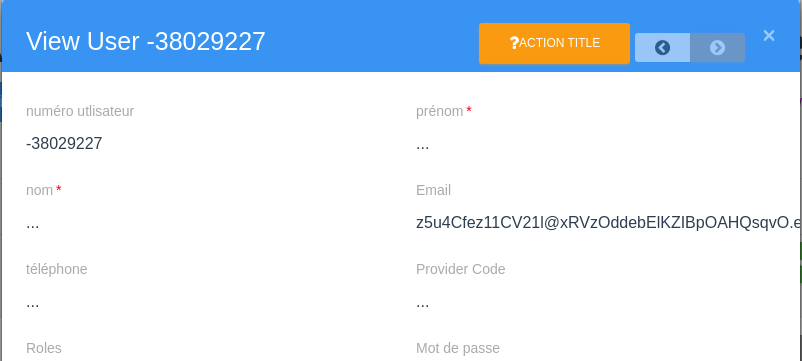 View User -38029227
?ACTION TITLE
×
numéro utlisateur
prénom *
-38029227
...
nom *
Email
...
z5u4Cfez11CV21l@xRVzOddebElKZIBpOAHQsqvO.e
téléphone
Provider Code
...
...
Roles
Mot de passe